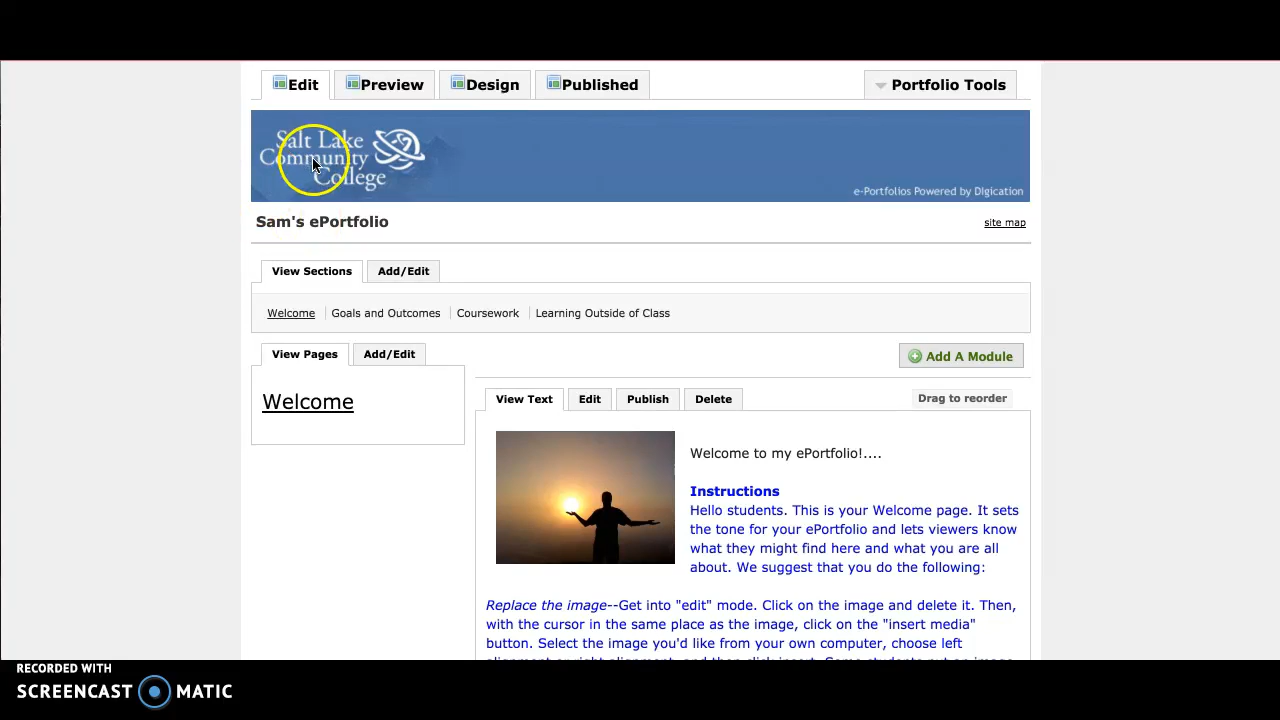 Edit Preview Design Published Portfolio Tools
Salt Lake
Community
College
e-Portfolios Powered by Digication
Sam's ePortfolio
site map
View Sections Add/Edit
Welcome Goals and Outcomes Coursework Learning Outside of Class
View Pages Add/Edit
Add A Module
Welcome
View Text Edit Publish Delete
Drag to reorder
Welcome to my ePortfolio!....
Instructions
Hello students. This is your Welcome page. It sets
the tone for your ePortfolio and lets viewers know
what they might find here and what you are all
about. We suggest that you do the following:
Replace the image--Get into "edit" mode. Click on the image and delete it. Then,
with the cursor in the same place as the image, click on the "insert media"
button. Select the image you'd like from your own computer, choose left
RECORDED WITH
SCREENCAST MATIC